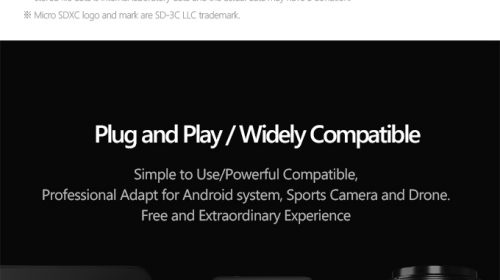 ※ Micro SDXC logo and mark are SD-3C LLC trademark.
Plug and Play / Widely Compatible
Simple to Use/Powerful Compatible,
Professional Adapt for Android system, Sports Camera and Drone.
Free and Extraordinary Experience